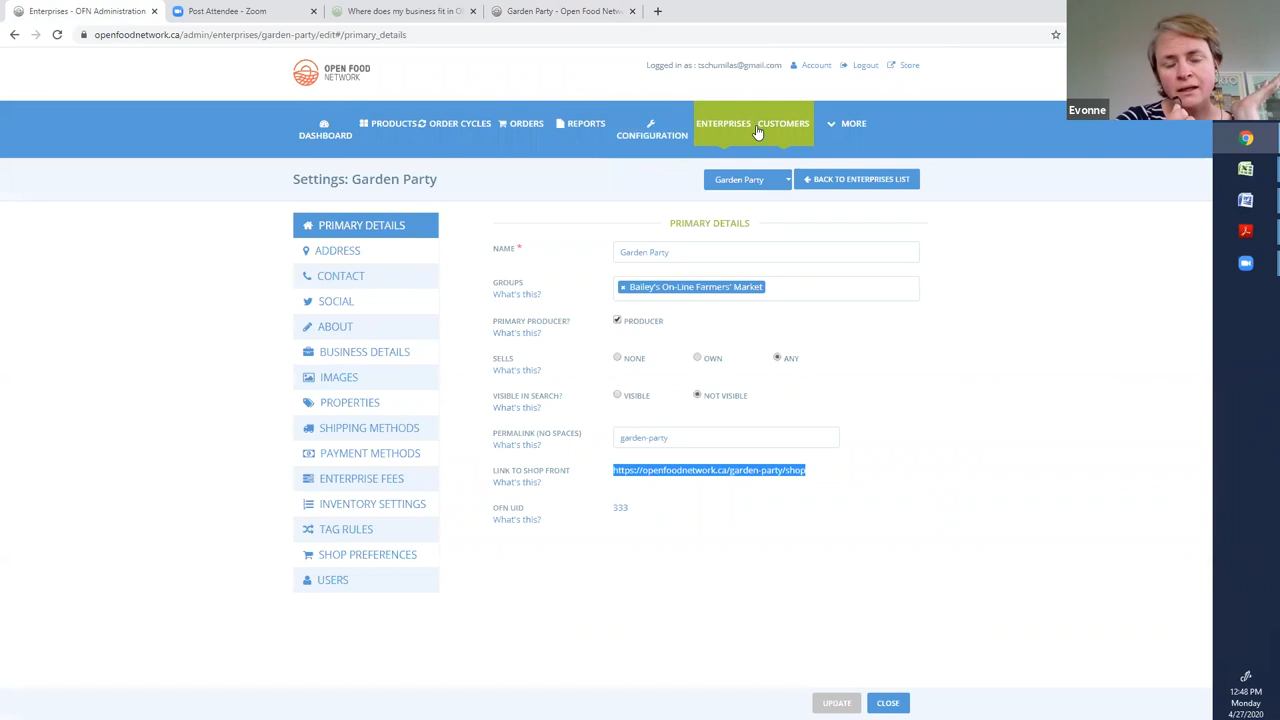 Enterprises - OFN Administration
Post Attendee - Zoom
Where does my business fit in O
Garden Party - Open Food Netw
openfoodnetwork.ca/admin/enterprises/garden-party/edit#/primary_details
OPEN FOOD
NETWORK
Logged in as : tschumilas@gmail.com
Account
Logout
Store
Evonne
DASHBOARD
PRODUCTS
ORDER CYCLES
ORDERS
REPORTS
CONFIGURATION
ENTERPRISES
CUSTOMERS
MORE
Settings: Garden Party
Garden Party
BACK TO ENTERPRISES LIST
PRIMARY DETAILS
ADDRESS
CONTACT
SOCIAL
ABOUT
BUSINESS DETAILS
IMAGES
PROPERTIES
SHIPPING METHODS
PAYMENT METHODS
ENTERPRISE FEES
INVENTORY SETTINGS
TAG RULES
SHOP PREFERENCES
USERS
PRIMARY DETAILS
NAME *
Garden Party
GROUPS
What's this?
× Bailey's On-Line Farmers' Market
PRIMARY PRODUCER?
What's this?
PRODUCER
SELLS
What's this?
NONE
OWN
ANY
VISIBLE IN SEARCH?
What's this?
VISIBLE
NOT VISIBLE
PERMALINK (NO SPACES)
What's this?
garden-party
LINK TO SHOP FRONT
What's this?
https://openfoodnetwork.ca/garden-party/shop
OFN UID
What's this?
333
UPDATE
CLOSE
12:48 PM
Monday
4/27/2020